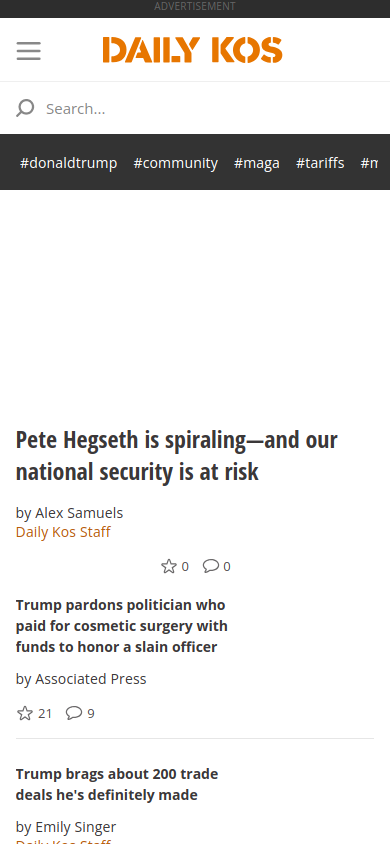 ADVERTISEMENT
DAILY KOS
Search...
#donaldtrump #community #maga #tariffs #m
Pete Hegseth is spiraling—and our
national security is at risk
by Alex Samuels
Daily Kos Staff
0 0
Trump pardons politician who
paid for cosmetic surgery with
funds to honor a slain officer
by Associated Press
21 9
Trump brags about 200 trade
deals he's definitely made
by Emily Singer
Daily Kos Staff